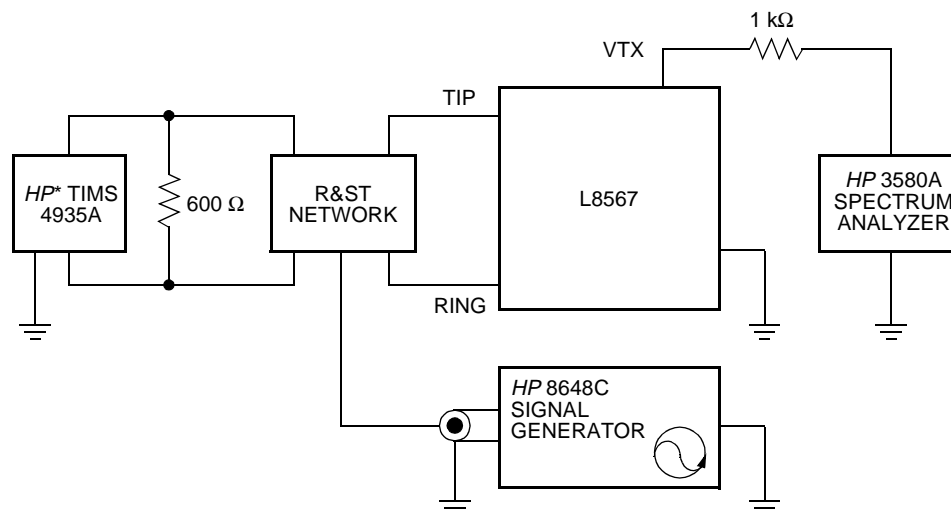 1 kΩ
VTX
TIP
HP* TIMS
4935A
600 Ω
R&ST
NETWORK
L8567
HP 3580A
SPECTRUM
ANALYZER
RING
HP 8648C
SIGNAL
GENERATOR